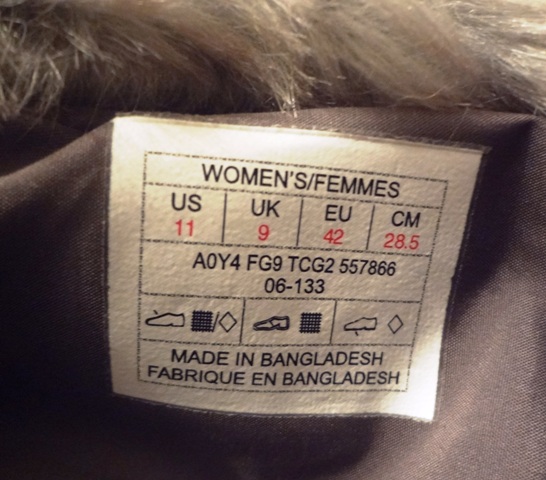 WOMEN'S/FEMMES
US UK EU CM
11 9 42 28.5
A0Y4 FG9 TCG2 557866
06-133
MADE IN BANGLADESH
FABRIQUE EN BANGLADESH